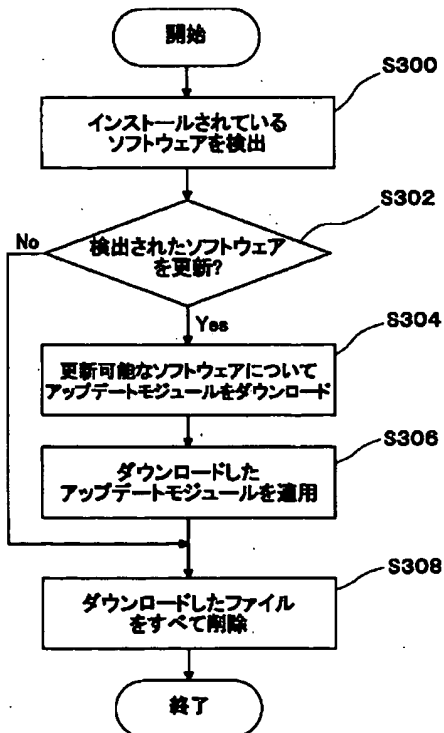 開始
S300
インストールされている
ソフトウェアを検出
S302
No
検出されたソフトウェア
を更新?
Yes
S304
更新可能なソフトウェアについて
アップデートモジュールをダウンロード
S306
ダウンロードした
アップデートモジュールを適用
S308
ダウンロードしたファイル
をすべて削除
終了